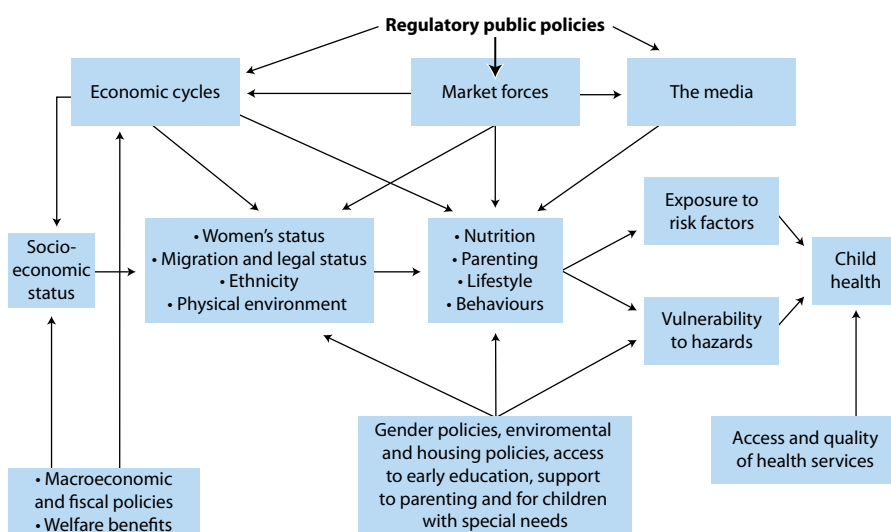 Regulatory public policies
Economic cycles
Market forces
The media
Exposure to
risk factors
Socio-
economic
status
• Women's status
• Migration and legal status
• Ethnicity
• Physical environment
• Nutrition
• Parenting
• Lifestyle
• Behaviours
Child
health
Vulnerability
to hazards
Gender policies, enviromental
and housing policies, access
to early education, support
to parenting and for children
with special needs
Access and quality
of health services
• Macroeconomic
and fiscal policies
• Welfare benefits